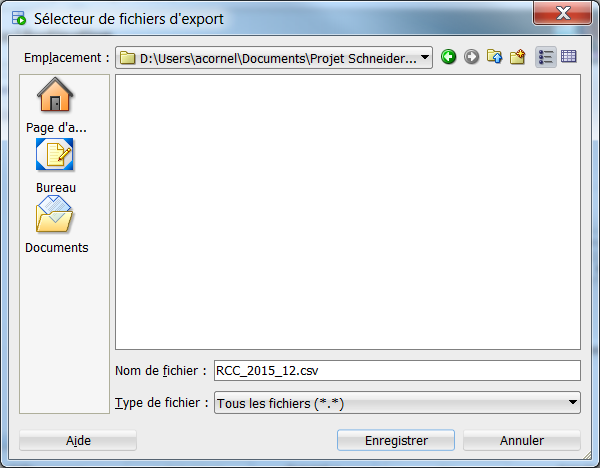 Sélecteur de fichiers d'export
Emplacement :
D:\Users\acornel\Documents\Projet Schneider...
Page d'a...
Bureau
Documents
Nom de fichier :
RCC_2015_12.csv
Type de fichier :
Tous les fichiers (*.*)
Aide
Enregistrer
Annuler